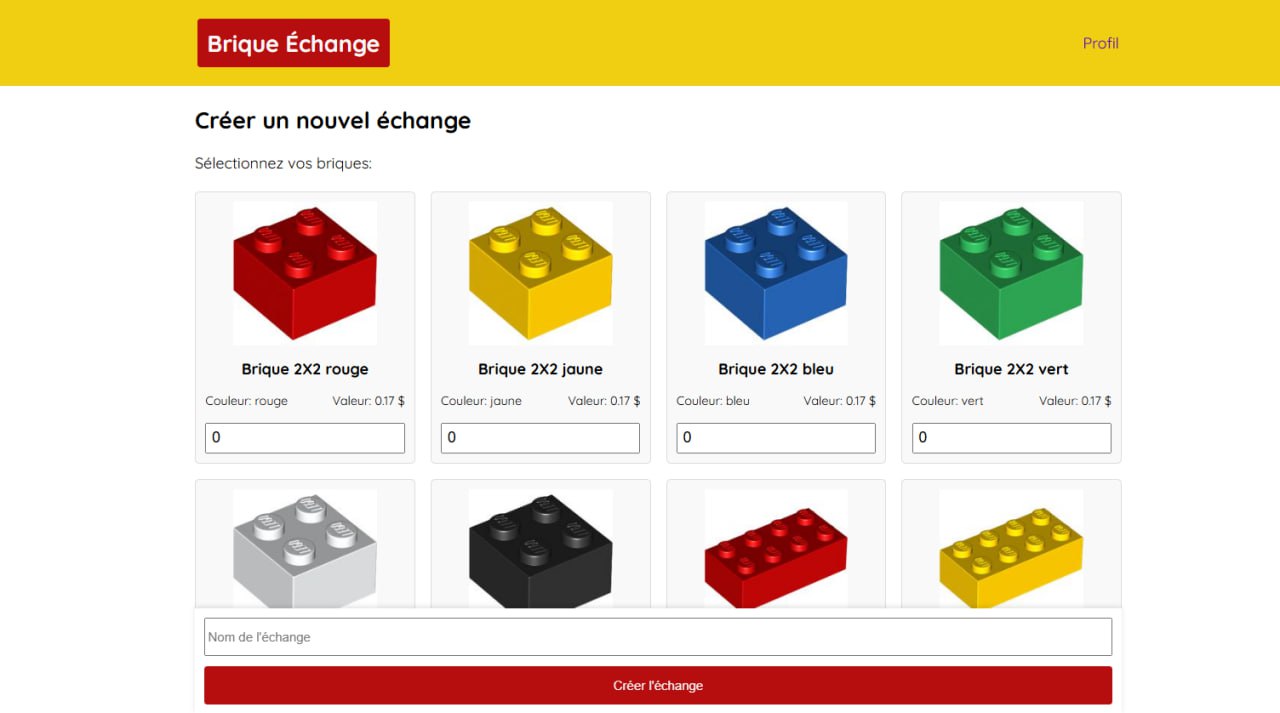 Brique Échange
Profil
Créer un nouvel échange
Sélectionnez vos briques:
Brique 2X2 rouge
Couleur: rouge Valeur: 0.17 $
0
Brique 2X2 jaune
Couleur: jaune Valeur: 0.17 $
0
Brique 2X2 bleu
Couleur: bleu Valeur: 0.17 $
0
Brique 2X2 vert
Couleur: vert Valeur: 0.17 $
0
Nom de l'échange
Créer l'échange